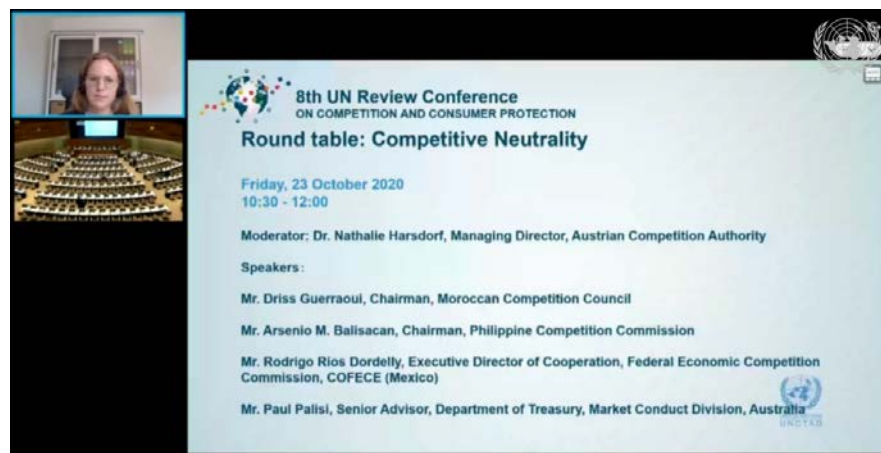 8th UN Review Conference
ON COMPETITION AND CONSUMER PROTECTION
Round table: Competitive Neutrality
Friday, 23 October 2020
10:30 - 12:00
Moderator: Dr. Nathalie Harsdorf, Managing Director, Austrian Competition Authority
Speakers:
Mr. Driss Guerraoui, Chairman, Moroccan Competition Council
Mr. Arsenio M. Balisacan, Chairman, Philippine Competition Commission
Mr. Rodrigo Rios Dordelly, Executive Director of Cooperation, Federal Economic Competition
Commission, COFECE (Mexico)
Mr. Paul Palisi, Senior Advisor, Department of Treasury, Market Conduct Division, Australia
UNCTAD